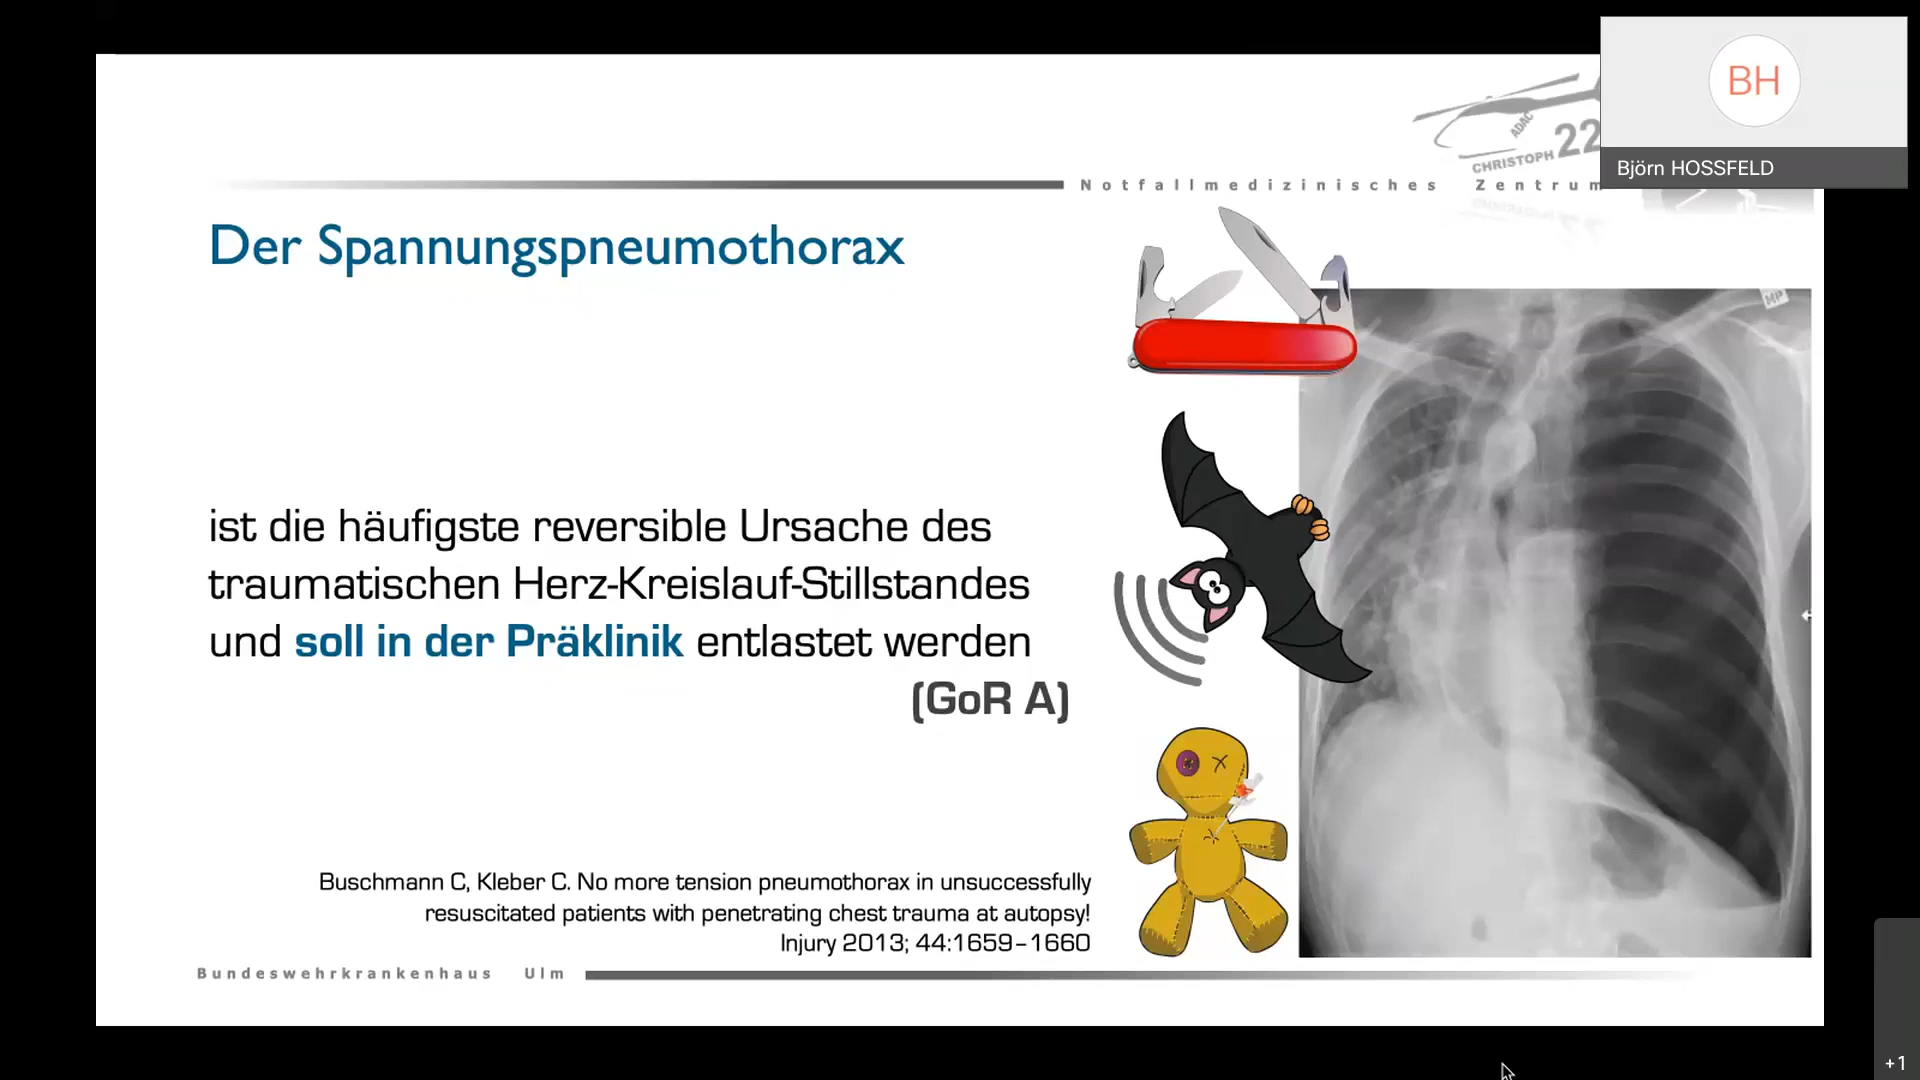 BH
Björn HOSSFELD
ADAC
CHRISTOPH 22
Notfallmedizinisches Zentrum
Der Spannungspneumothorax
MP
ist die häufigste reversible Ursache des
traumatischen Herz-Kreislauf-Stillstandes
und soll in der Präklinik entlastet werden
(GoR A)
Buschmann C, Kleber C. No more tension pneumothorax in unsuccessfully
resuscitated patients with penetrating chest trauma at autopsy!
Injury 2013; 44:1659–1660
Bundeswehrkrankenhaus Ulm
+1